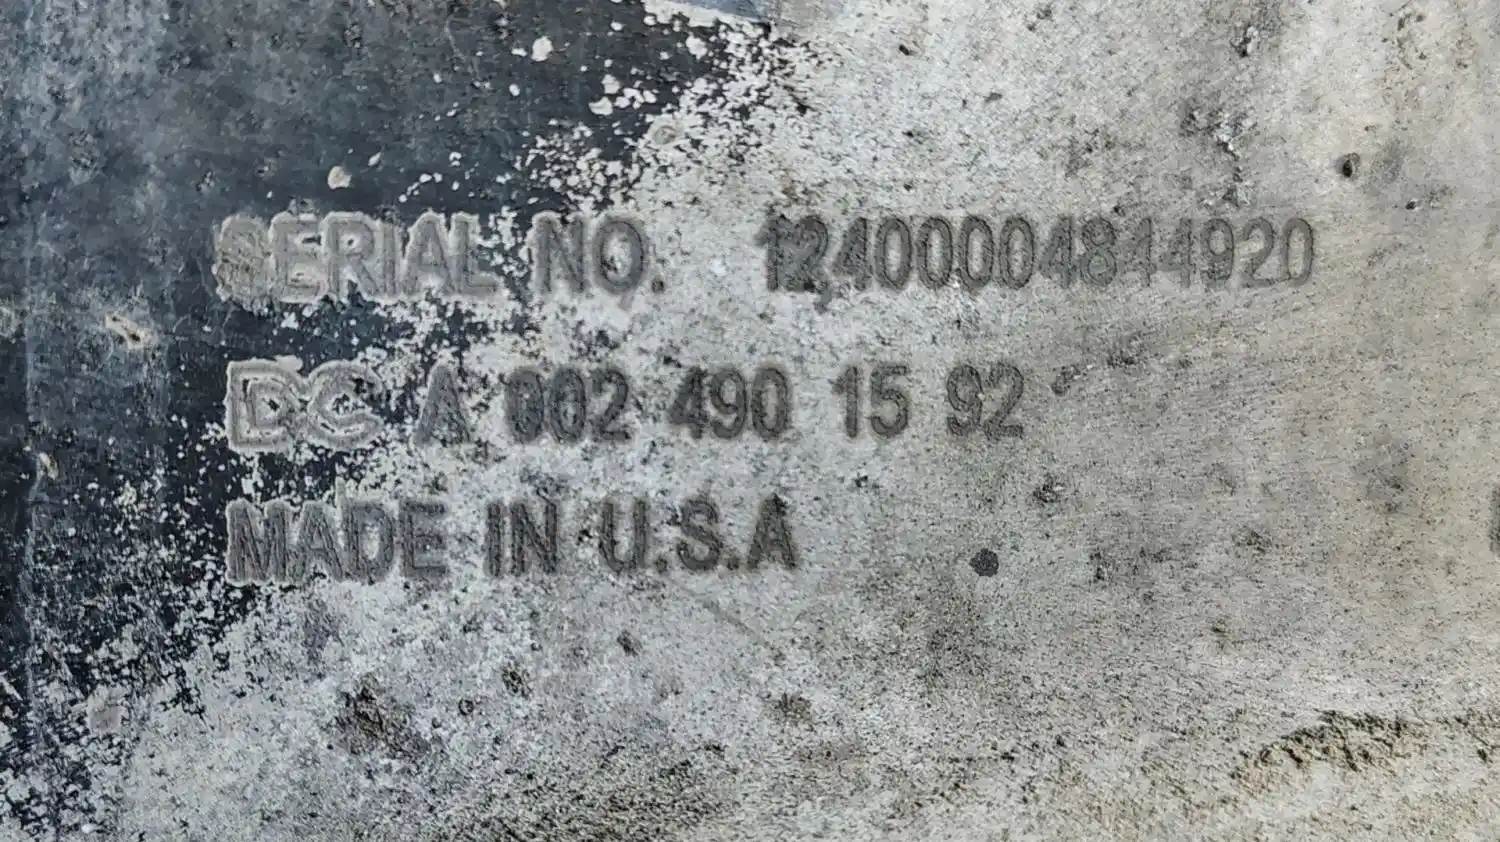 SERIAL NO. 12400004844920
DC A 002 490 15 92
MADE IN U.S.A